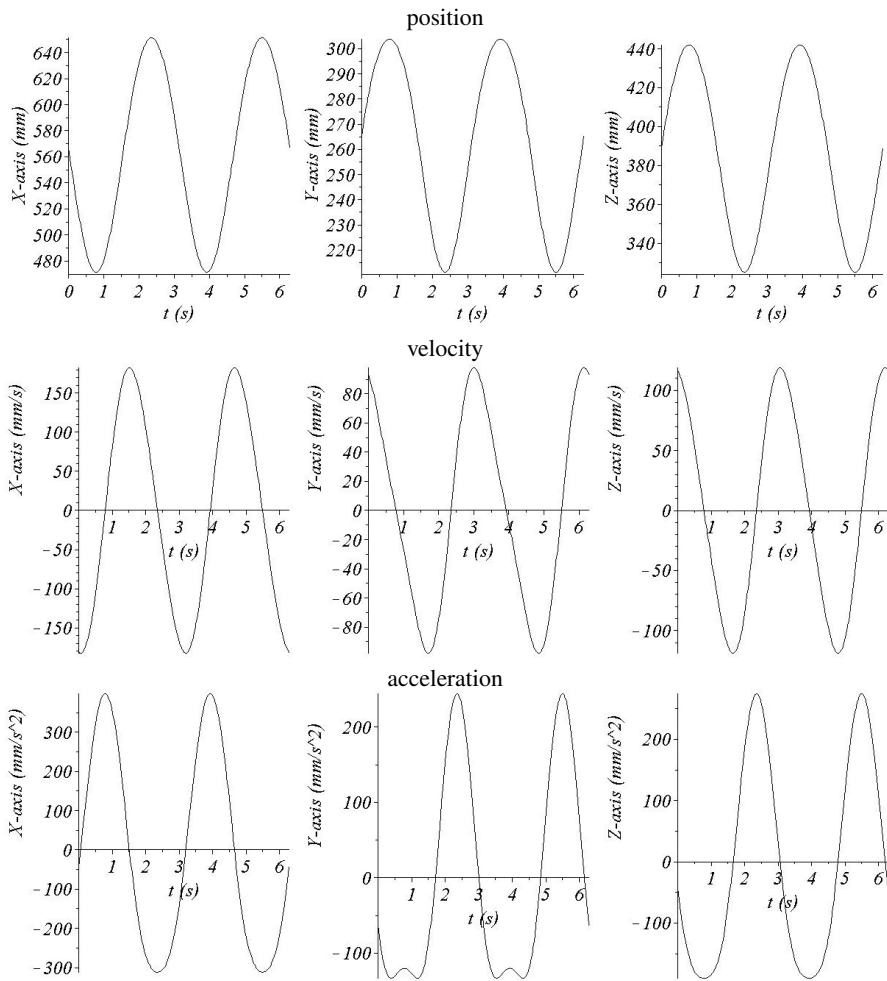 position
X-axis (mm)
640
620
600
580
560
540
520
500
480
0 1 2 3 4 5 6
t (s)
Y-axis (mm)
300
290
280
270
260
250
240
230
220
0 1 2 3 4 5 6
t (s)
Z-axis (mm)
440
420
400
380
360
340
0 1 2 3 4 5 6
t (s)
velocity
X-axis (mm/s)
150
100
50
0
-50
-100
-150
1 2 3 4 5 6
t (s)
Y-axis (mm/s)
80
60
40
20
0
-20
-40
-60
-80
1 2 3 4 5 6
t (s)
Z-axis (mm/s)
100
50
0
-50
-100
1 2 3 4 5 6
t (s)
acceleration
X-axis (mm/s^2)
300
200
100
0
-100
-200
-300
1 2 3 4 5 6
t (s)
Y-axis (mm/s^2)
200
100
0
-100
1 2 3 4 5 6
t (s)
Z-axis (mm/s^2)
200
100
0
-100
1 2 3 4 5 6
t (s)